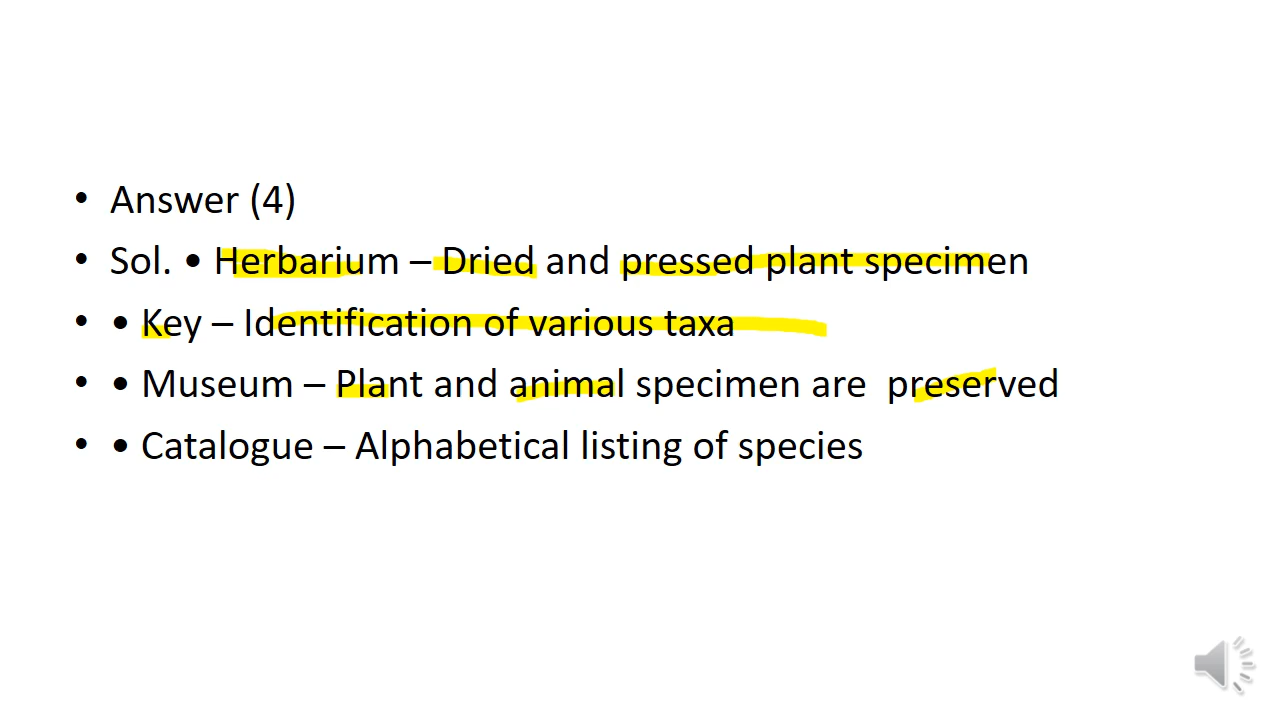 • Answer (4)
• Sol. • Herbarium – Dried and pressed plant specimen
• • Key – Identification of various taxa
• • Museum – Plant and animal specimen are  preserved
• • Catalogue – Alphabetical listing of species